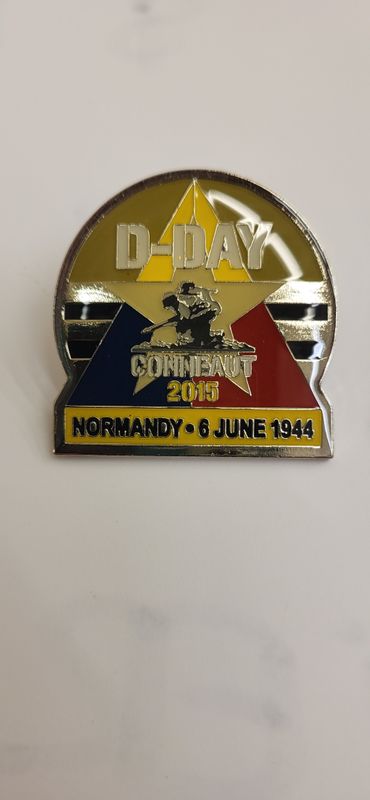 D-DAY
CONNEAUT
2015
NORMANDY • 6 JUNE 1944